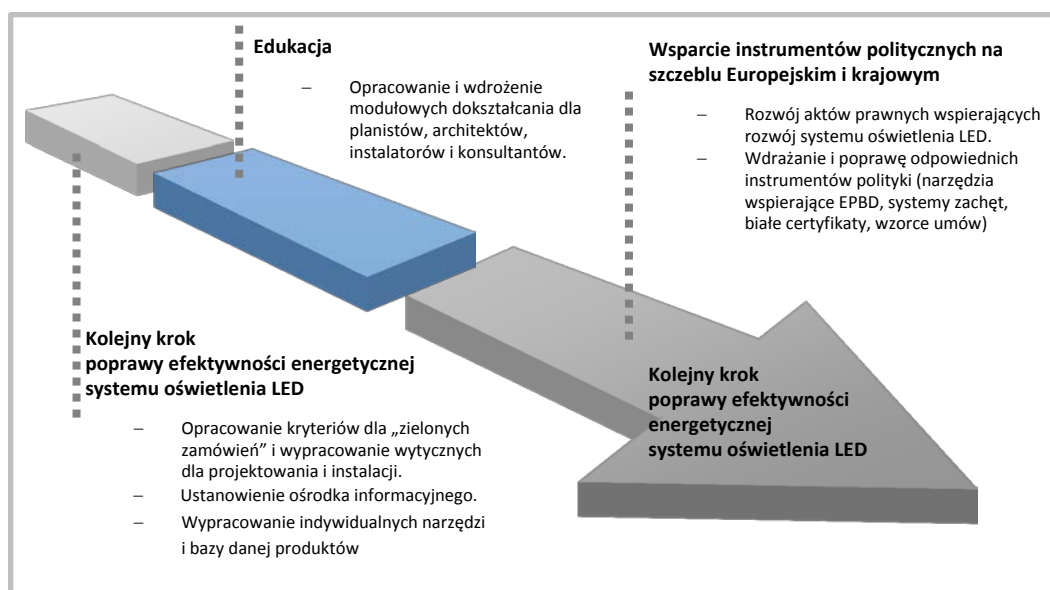 Edukacja
– Opracowanie i wdrożenie
modułowych dokształcania dla
planistów, architektów,
instalatorów i konsultantów.
Wsparcie instrumentów politycznych na
szczeblu Europejskim i krajowym
– Rozwój aktów prawnych wspierających
rozwój systemu oświetlenia LED.
– Wdrażanie i poprawę odpowiednich
instrumentów polityki (narzędzia
wspierające EPBD, systemy zachęt,
białe certyfikaty, wzorce umów)
Kolejny krok
poprawy efektywności energetycznej
systemu oświetlenia LED
– Opracowanie kryteriów dla „zielonych
zamówień” i wypracowanie wytycznych
dla projektowania i instalacji.
– Ustanowienie ośrodka informacyjnego.
– Wypracowanie indywidualnych narzędzi
i bazy danej produktów
Kolejny krok
poprawy efektywności
energetycznej
systemu oświetlenia LED